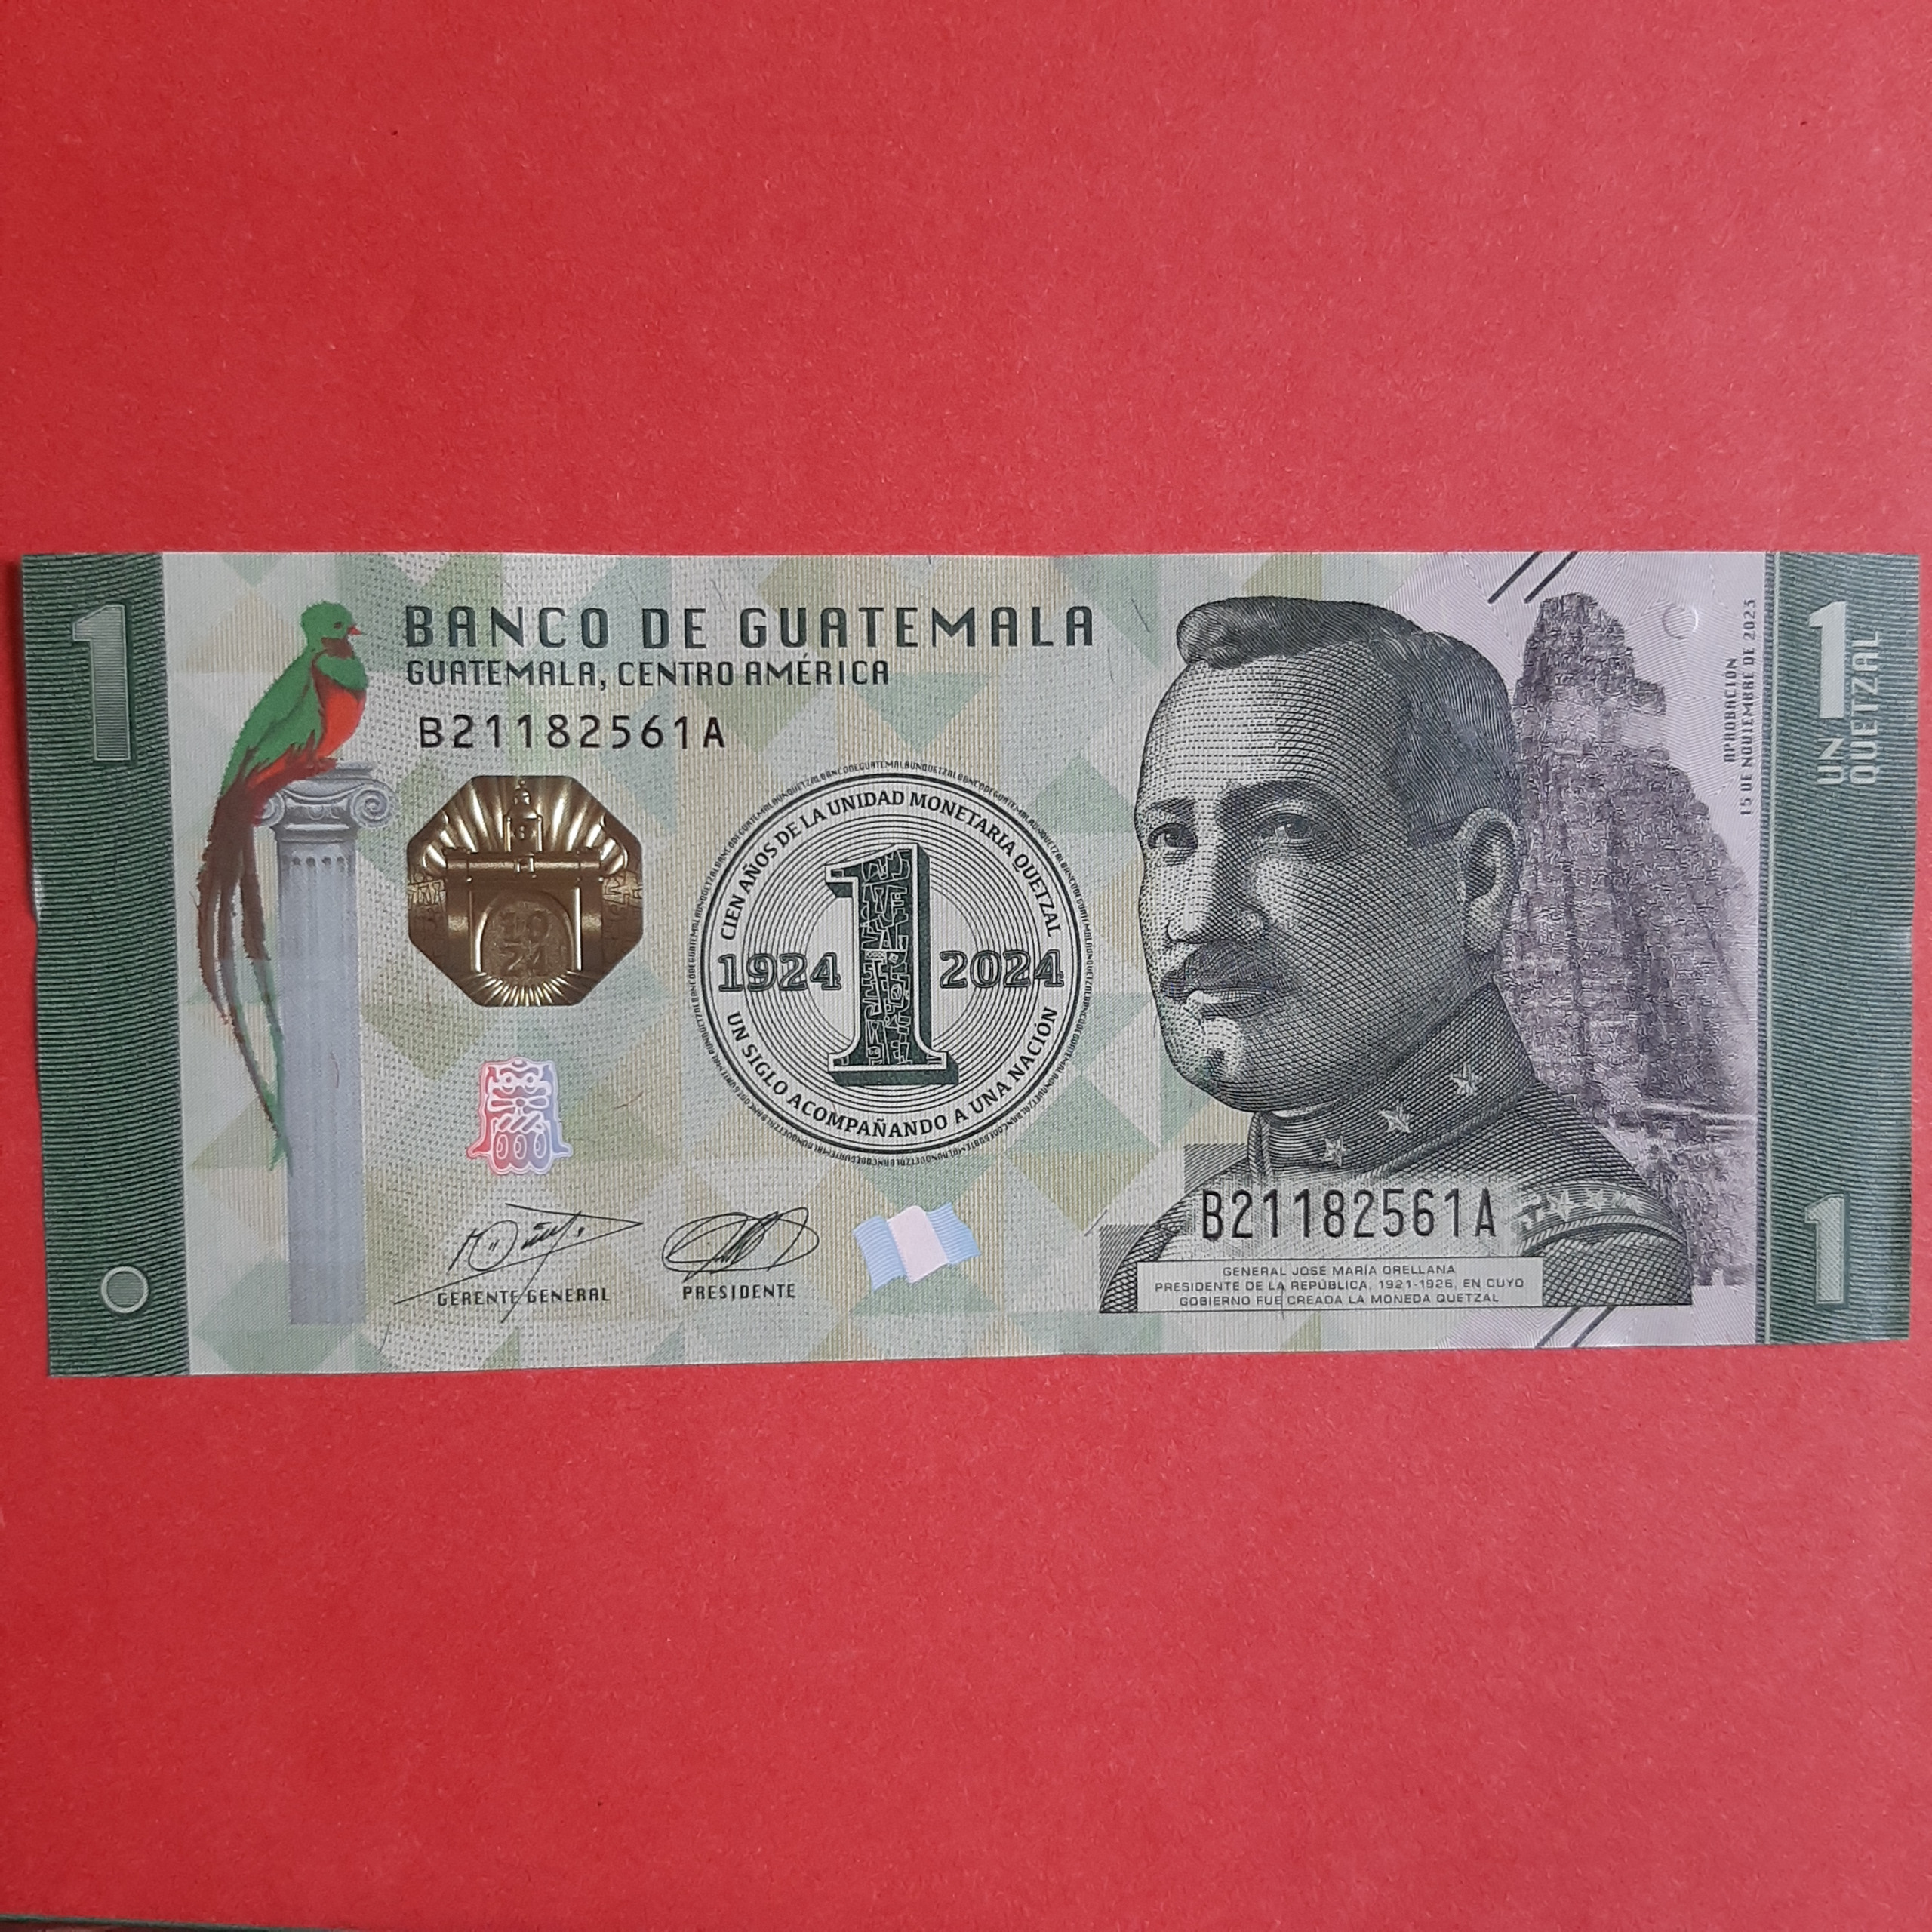 1
BANCO DE GUATEMALA
GUATEMALA, CENTRO AMÉRICA
B21182561A
CIEN AÑOS DE LA UNIDAD MONETARIA QUETZAL
1924 1 2024
UN SIGLO ACOMPAÑANDO A UNA NACIÓN
GERENTE GENERAL
PRESIDENTE
B21182561A
GENERAL JOSÉ MARÍA ORELLANA
PRESIDENTE DE LA REPÚBLICA, 1921-1926, EN CUYO
GOBIERNO FUE CREADA LA MONEDA QUETZAL
APROBACIÓN
15 DE NOVIEMBRE DE 2023
1
UN
QUETZAL
1